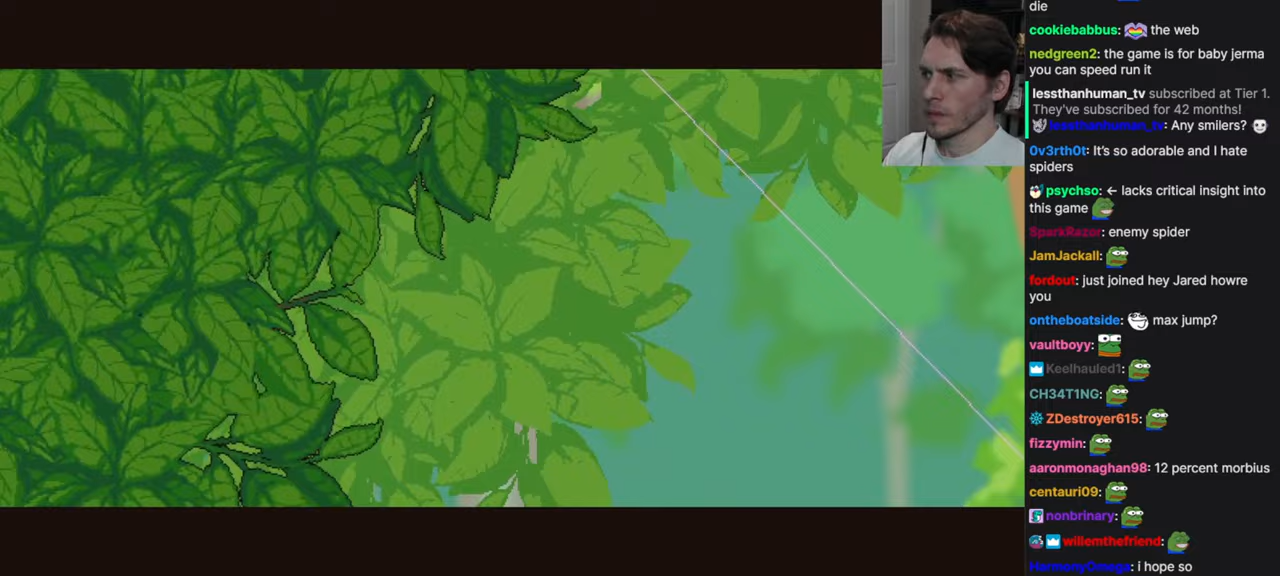 die
cookiebabbus: the web
nedgreen2: the game is for baby jerma
you can speed run it
lessthanhuman_tv subscribed at Tier 1.
They've subscribed for 42 months!
lessthanhuman_tv: Any smilers?
0v3rth0t: It's so adorable and I hate
spiders
psychso: ← lacks critical insight into
this game
SparkRazor: enemy spider
JamJackall:
fordout: just joined hey Jared howre
you
ontheboatside: max jump?
vaultboyy:
Keelhauled1:
CH34T1NG:
ZDestroyer615:
fizzymin:
aaronmonaghan98: 12 percent morbius
centauri09:
nonbrinary:
willemthefriend:
HarmonyOmega: i hope so